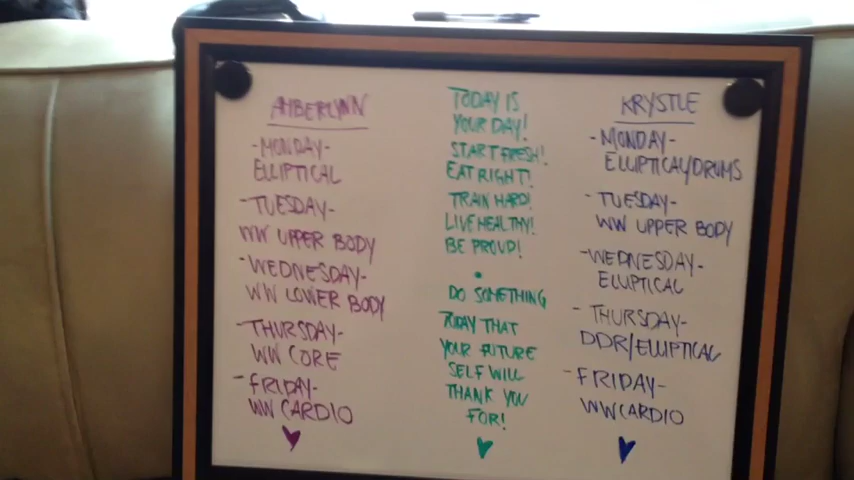 AMBERLYNN
-MONDAY-
ELLIPTICAL
-TUESDAY-
WW UPPER BODY
-WEDNESDAY-
WW LOWER BODY
-THURSDAY-
WW CORE
-FRIDAY-
WW CARDIO
TODAY IS
YOUR DAY!
START FRESH!
EAT RIGHT!
TRAIN HARD!
LIVE HEALTHY!
BE PROUD!
DO SOMETHING
TODAY THAT
YOUR FUTURE
SELF WILL
THANK YOU
FOR!
KRYSTLE
-MONDAY-
ELLIPTICAL/DRUMS
-TUESDAY-
WW UPPER BODY
-WEDNESDAY-
ELLIPTICAL
-THURSDAY-
DDR/ELLIPTICAL
-FRIDAY-
WW CARDIO